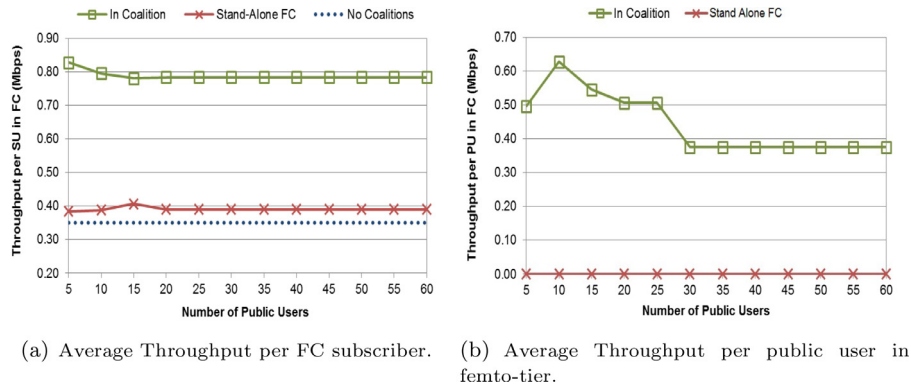 In Coalition Stand-Alone FC No Coalitions
Throughput per SU in FC (Mbps)
0.90
0.80
0.70
0.60
0.50
0.40
0.30
0.20
5 10 15 20 25 30 35 40 45 50 55 60
Number of Public Users
(a) Average Throughput per FC subscriber.
In Coalition Stand Alone FC
Throughput per PU in FC (Mbps)
0.70
0.60
0.50
0.40
0.30
0.20
0.10
0.00
5 10 15 20 25 30 35 40 45 50 55 60
Number of Public Users
(b) Average Throughput per public user in
femto-tier.